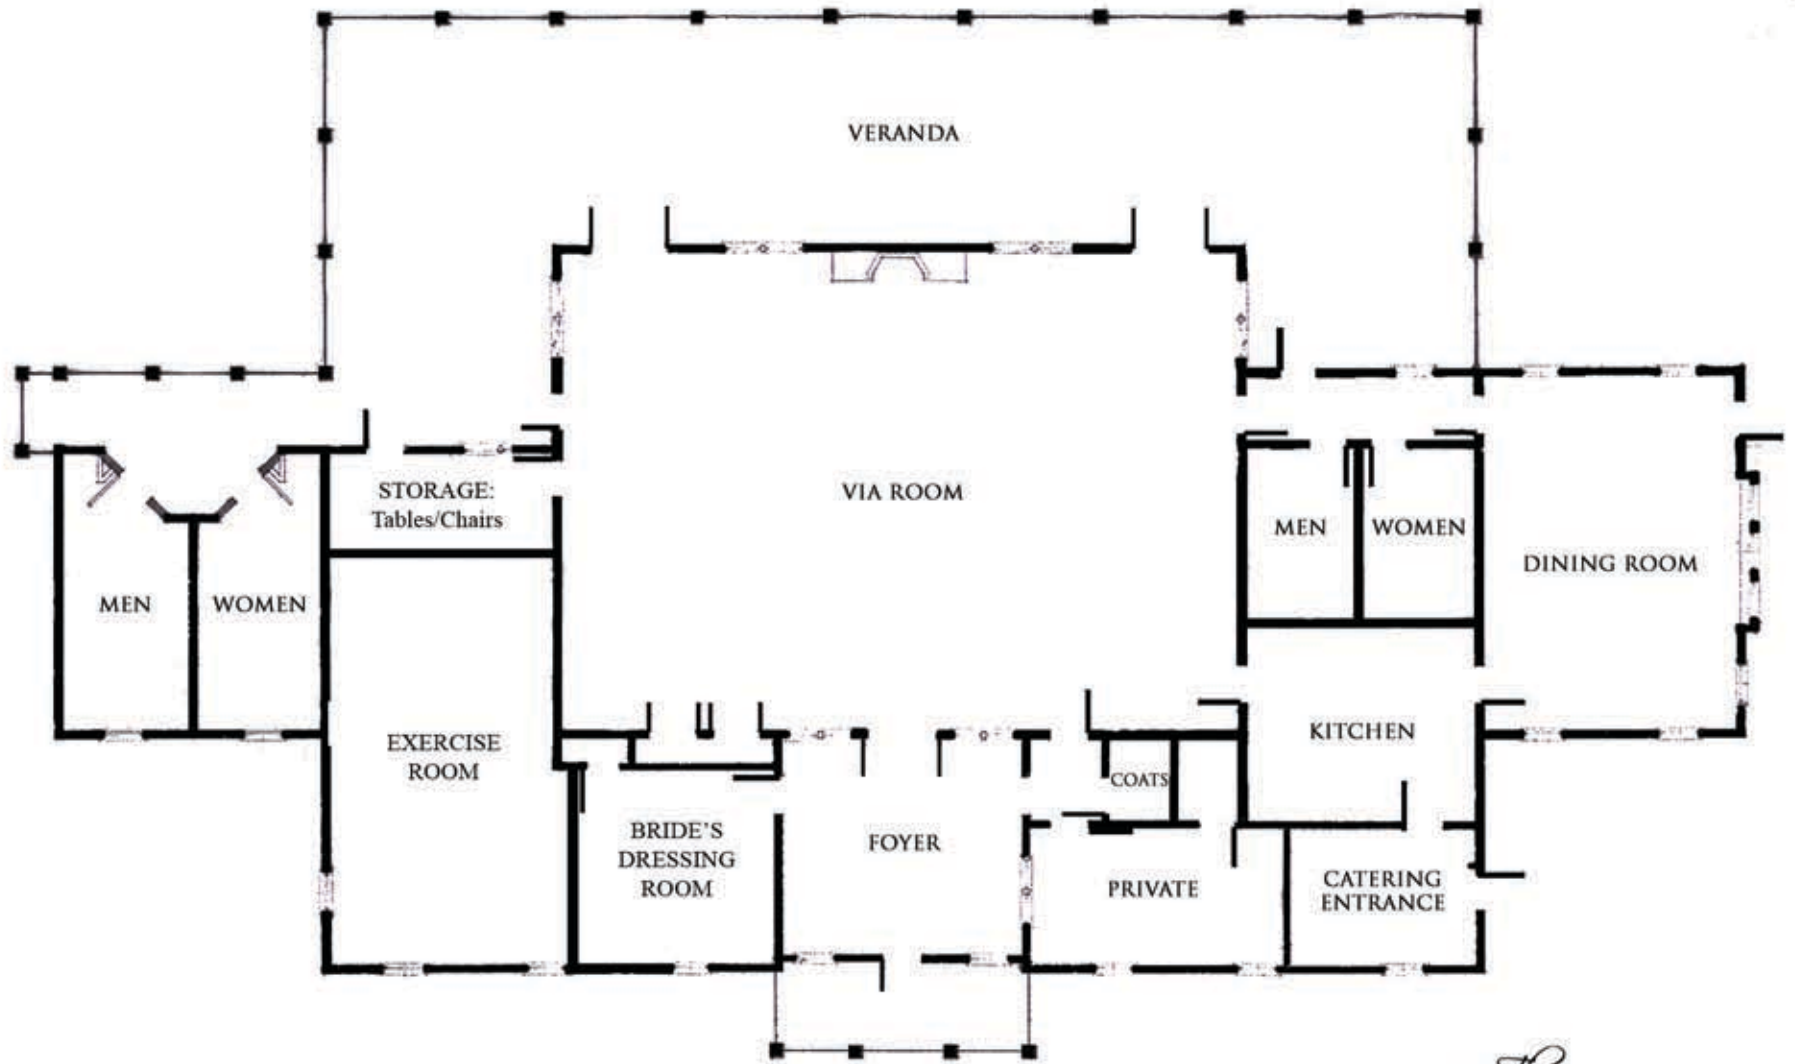 VERANDA
STORAGE:
Tables/Chairs
VIA ROOM
MEN
WOMEN
DINING ROOM
MEN
WOMEN
EXERCISE
ROOM
KITCHEN
COATS
BRIDE'S
DRESSING
ROOM
FOYER
PRIVATE
CATERING
ENTRANCE